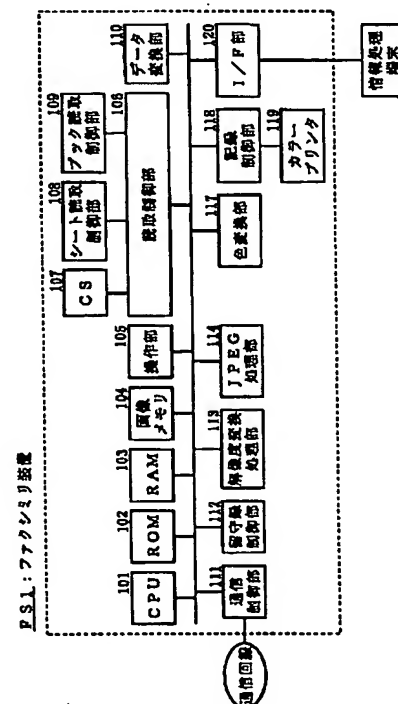 FS1:ファクシミリ装置
101
CPU
102
ROM
103
RAM
104
画像
メモリ
105
操作部
106
読取制御部
107
CS
108
シート読取
制御部
109
ブック読取
制御部
110
データ
変換部
111
通信
制御部
112
留守録
制御部
113
解像度変換
処理部
114
JPEG
処理部
117
色変換部
118
記録
制御部
119
カラー
プリンタ
120
I/F部
通信回線
情報処理
端末